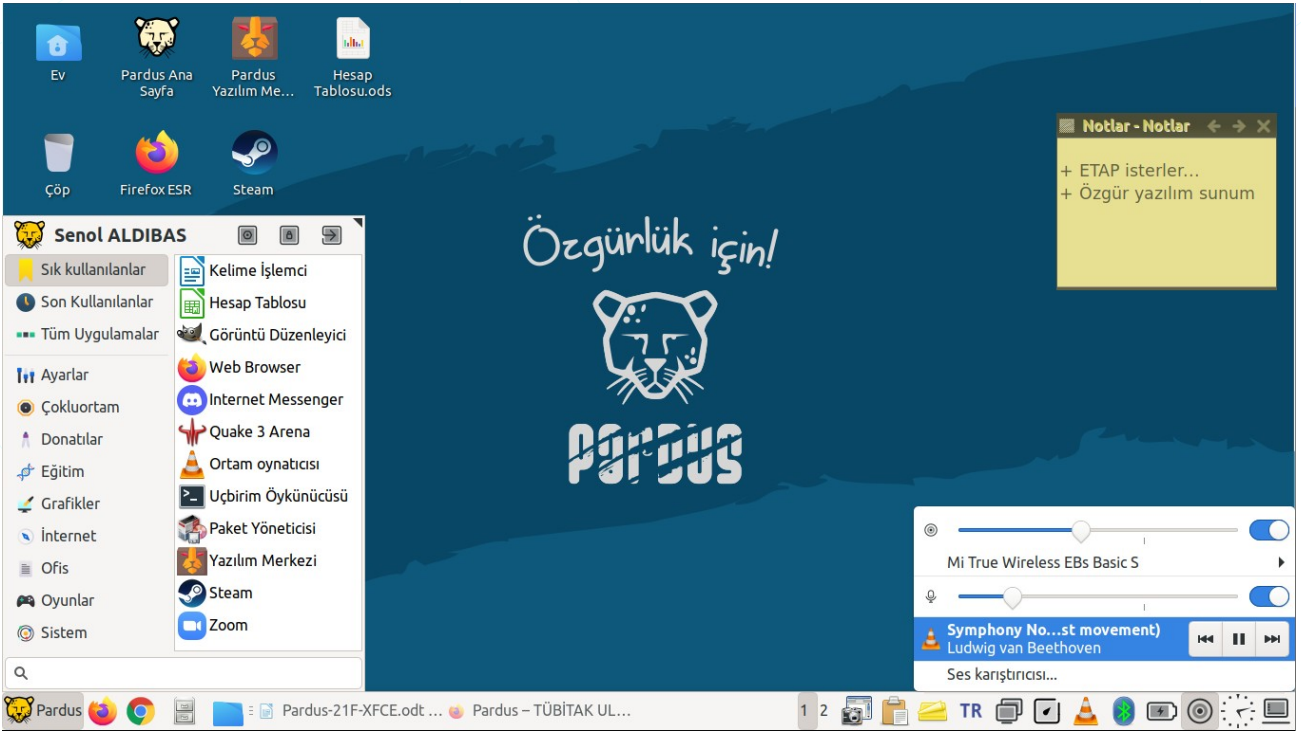 Ev
Pardus Ana
Sayfa
Pardus
Yazılım Me...
Hesap
Tablosu.ods
Çöp
Firefox ESR
Steam
Notlar - Notlar
+ ETAP isterler...
+ Özgür yazılım sunum
Özgürlük için!
PARDUS
Senol ALDIBAS
Sık kullanılanlar
Son Kullanılanlar
Tüm Uygulamalar
Ayarlar
Çokluortam
Donatılar
Eğitim
Grafikler
İnternet
Ofis
Oyunlar
Sistem
Kelime İşlemci
Hesap Tablosu
Görüntü Düzenleyici
Web Browser
Internet Messenger
Quake 3 Arena
Ortam oynatıcısı
Uçbirim Öykünücüsü
Paket Yöneticisi
Yazılım Merkezi
Steam
Zoom
Mi True Wireless EBs Basic S
Symphony No...st movement)
Ludwig van Beethoven
Ses karıştırıcısı...
Pardus
Pardus-21F-XFCE.odt ...
Pardus – TÜBİTAK UL...
1 2
TR